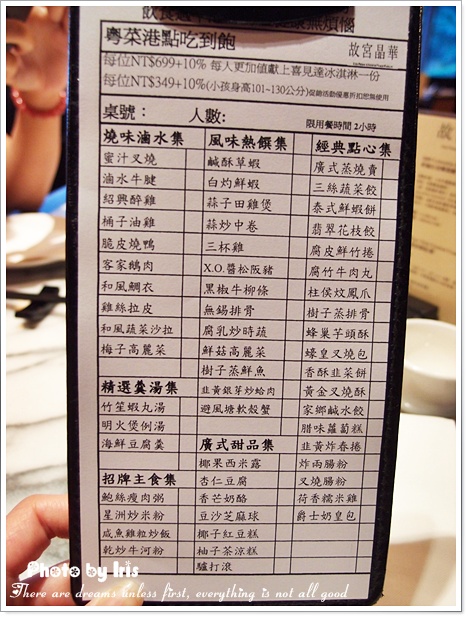 粵菜港點吃到飽
故宮晶華
每位NT$699+10% 每人更加值獻上喜見達冰淇淋一份
每位NT$349+10%(小孩身高101~130公分)促銷活動優惠折扣恕無使用
桌號：
人數:
限用餐時間 2小時
燒味滷水集
蜜汁叉燒
滷水牛腱
紹興醉雞
桶子油雞
脆皮燒鴨
客家鵝肉
和風鯛衣
雞絲拉皮
和風蔬菜沙拉
梅子高麗菜
精選羹湯集
竹笙蝦丸湯
明火煲例湯
海鮮豆腐羹
招牌主食集
鮑絲瘦肉粥
星洲炒米粉
咸魚雞粒炒飯
乾炒牛河粉
風味熱饌集
鹹酥草蝦
白灼鮮蝦
蒜子田雞煲
蒜炒中卷
三杯雞
X.O.醬松阪豬
黑椒牛柳條
無錫排骨
腐乳炒時蔬
鮮菇高麗菜
樹子蒸鮮魚
韭黃銀芽炒蛤肉
避風塘軟殼蟹
廣式甜品集
椰果西米露
杏仁豆腐
香芒奶酪
豆沙芝麻球
椰子紅豆糕
柚子茶涼糕
驢打滾
經典點心集
廣式蒸燒賣
三絲蔬菜餃
泰式鮮蝦餅
翡翠花枝餃
腐皮鮮竹捲
腐竹牛肉丸
柱侯炆鳳爪
樹子蒸排骨
蜂巢芋頭酥
蠔皇叉燒包
香酥韭菜餅
黃金叉燒酥
家鄉鹹水餃
腊味蘿蔔糕
韭黃炸春捲
炸兩腸粉
叉燒腸粉
荷香糯米雞
爵士奶皇包
Photo by Iris
There are dreams unless first, everything is not all good